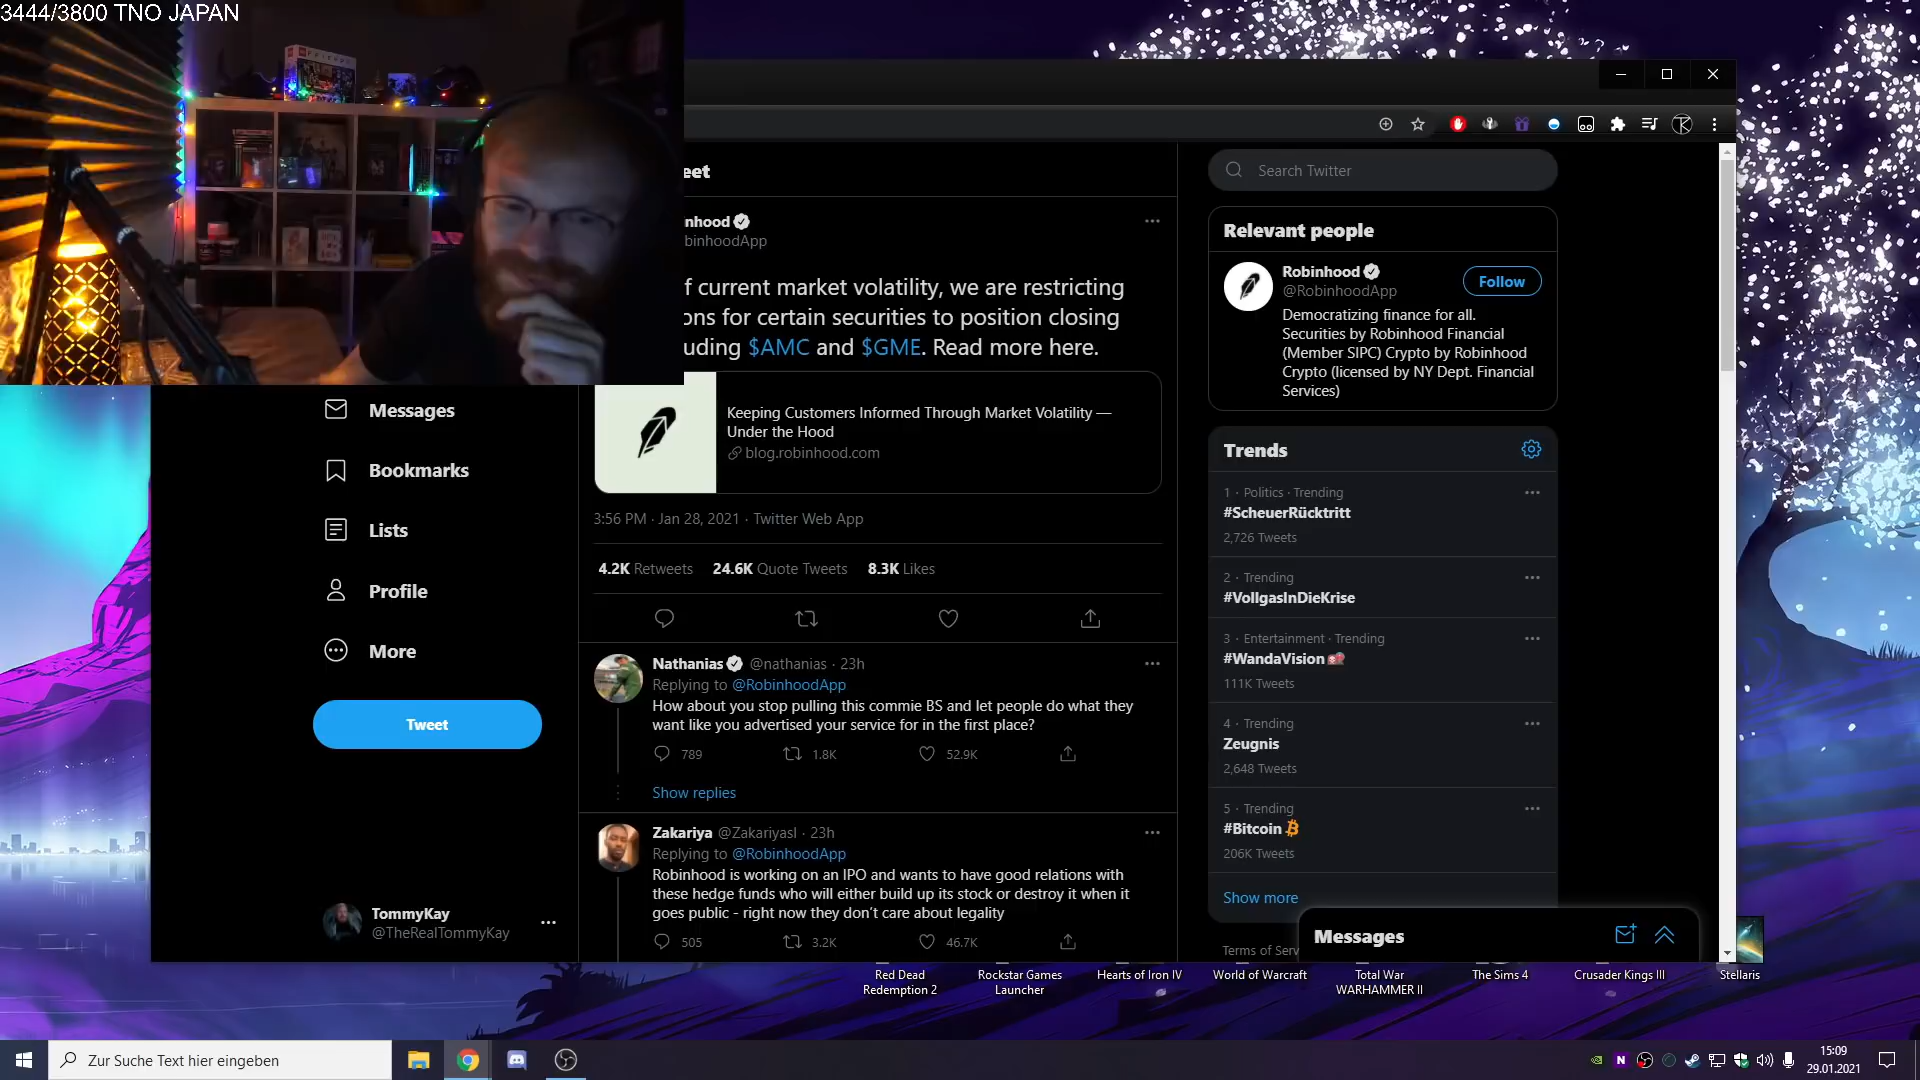 3444/3800 TNO JAPAN
eet
nhood
binhoodApp
f current market volatility, we are restricting
ons for certain securities to position closing
uding $AMC and $GME. Read more here.
Keeping Customers Informed Through Market Volatility —
Under the Hood
blog.robinhood.com
3:56 PM · Jan 28, 2021 · Twitter Web App
4.2K Retweets 24.6K Quote Tweets 8.3K Likes
Nathanias @nathanias · 23h
Replying to @RobinhoodApp
How about you stop pulling this commie BS and let people do what they
want like you advertised your service for in the first place?
789 1.8K 52.9K
Show replies
Zakariya @Zakariyasl · 23h
Replying to @RobinhoodApp
Robinhood is working on an IPO and wants to have good relations with
these hedge funds who will either build up its stock or destroy it when it
goes public - right now they don't care about legality
505 3.2K 46.7K
Messages
Bookmarks
Lists
Profile
More
Tweet
TommyKay
@TheRealTommyKay
Search Twitter
Relevant people
Robinhood
@RobinhoodApp
Follow
Democratizing finance for all.
Securities by Robinhood Financial
(Member SIPC) Crypto by Robinhood
Crypto (licensed by NY Dept. Financial
Services)
Trends
1 · Politics · Trending
#ScheuerRücktritt
2,726 Tweets
2 · Trending
#VollgasInDieKrise
3 · Entertainment · Trending
#WandaVision
111K Tweets
4 · Trending
Zeugnis
2,648 Tweets
5 · Trending
#Bitcoin
206K Tweets
Show more
Terms of Serv
Messages
Red Dead
Redemption 2
Rockstar Games
Launcher
Hearts of Iron IV
World of Warcraft
Total War
WARHAMMER II
The Sims 4
Crusader Kings III
Stellaris
Zur Suche Text hier eingeben
15:09
29.01.2021